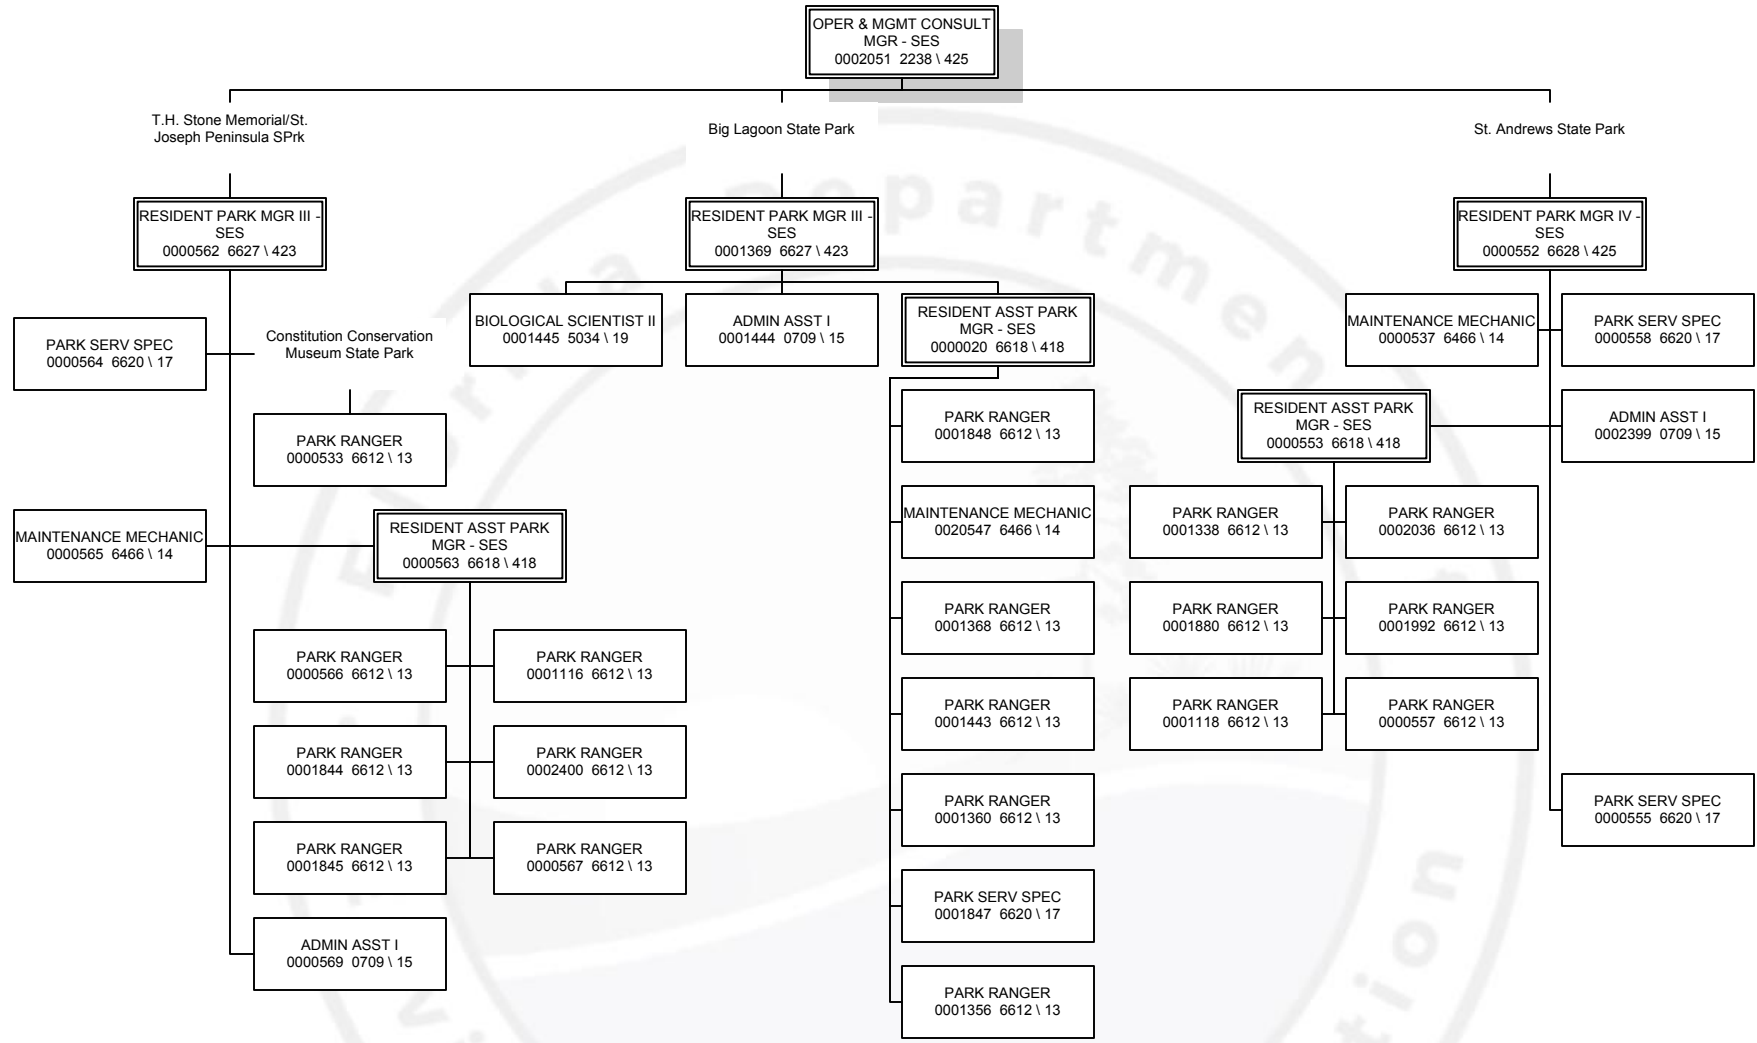 OPER & MGMT CONSULT
MGR - SES
0002051  2238 \ 425
T.H. Stone Memorial/St.
Joseph Peninsula SPrk
Big Lagoon State Park
St. Andrews State Park
RESIDENT PARK MGR III -
SES
0000562  6627 \ 423
RESIDENT PARK MGR III -
SES
0001369  6627 \ 423
RESIDENT PARK MGR IV -
SES
0000552  6628 \ 425
PARK SERV SPEC
0000564  6620 \ 17
Constitution Conservation
Museum State Park
PARK RANGER
0000533  6612 \ 13
MAINTENANCE MECHANIC
0000565  6466 \ 14
RESIDENT ASST PARK
MGR - SES
0000563  6618 \ 418
PARK RANGER
0000566  6612 \ 13
PARK RANGER
0001116  6612 \ 13
PARK RANGER
0001844  6612 \ 13
PARK RANGER
0002400  6612 \ 13
PARK RANGER
0001845  6612 \ 13
PARK RANGER
0000567  6612 \ 13
ADMIN ASST I
0000569  0709 \ 15
BIOLOGICAL SCIENTIST II
0001445  5034 \ 19
ADMIN ASST I
0001444  0709 \ 15
RESIDENT ASST PARK
MGR - SES
0000020  6618 \ 418
PARK RANGER
0001848  6612 \ 13
MAINTENANCE MECHANIC
0020547  6466 \ 14
PARK RANGER
0001368  6612 \ 13
PARK RANGER
0001443  6612 \ 13
PARK RANGER
0001360  6612 \ 13
PARK SERV SPEC
0001847  6620 \ 17
PARK RANGER
0001356  6612 \ 13
MAINTENANCE MECHANIC
0000537  6466 \ 14
PARK SERV SPEC
0000558  6620 \ 17
RESIDENT ASST PARK
MGR - SES
0000553  6618 \ 418
ADMIN ASST I
0002399  0709 \ 15
PARK RANGER
0001338  6612 \ 13
PARK RANGER
0002036  6612 \ 13
PARK RANGER
0001880  6612 \ 13
PARK RANGER
0001992  6612 \ 13
PARK RANGER
0001118  6612 \ 13
PARK RANGER
0000557  6612 \ 13
PARK SERV SPEC
0000555  6620 \ 17